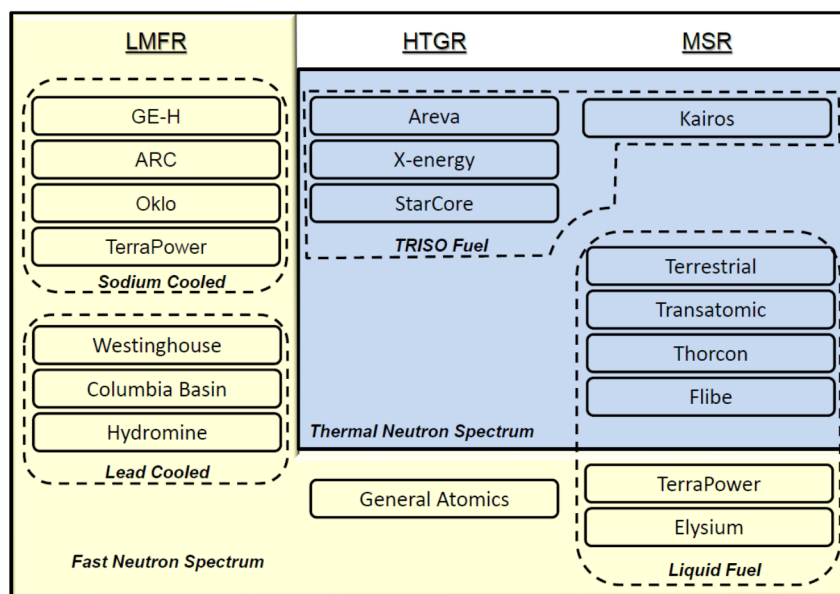 LMFR
HTGR
MSR
GE-H
ARC
Oklo
TerraPower
Sodium Cooled
Westinghouse
Columbia Basin
Hydromine
Lead Cooled
Fast Neutron Spectrum
Areva
X-energy
StarCore
TRISO Fuel
Thermal Neutron Spectrum
General Atomics
Kairos
Terrestrial
Transatomic
Thorcon
Flibe
TerraPower
Elysium
Liquid Fuel